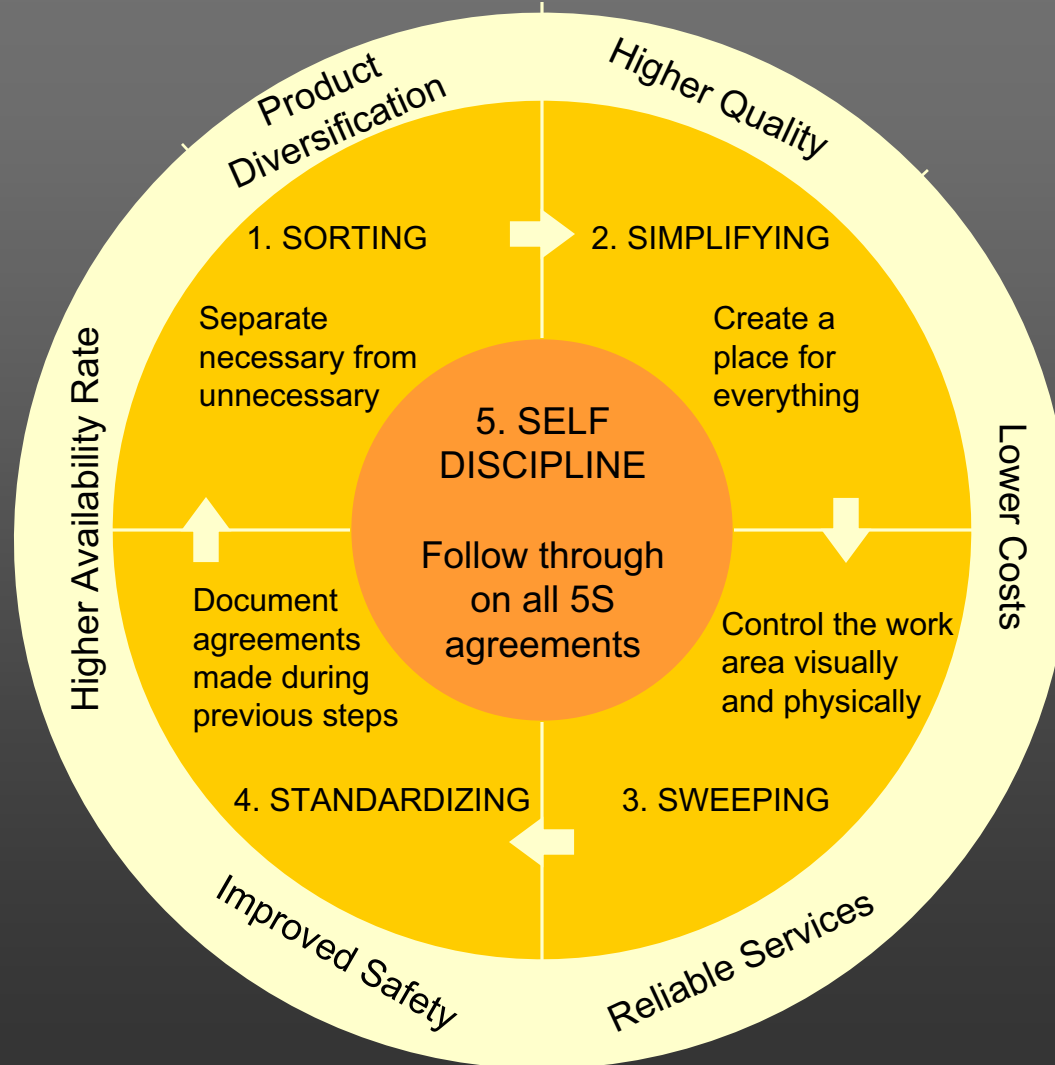 Product
Diversification
Higher Quality
1. SORTING
2. SIMPLIFYING
Separate
necessary from
unnecessary
Create a
place for
everything
Higher Availability Rate
5. SELF
DISCIPLINE
Follow through
on all 5S
agreements
Lower Costs
Document
agreements
made during
previous steps
Control the work
area visually
and physically
4. STANDARDIZING
3. SWEEPING
Improved Safety
Reliable Services